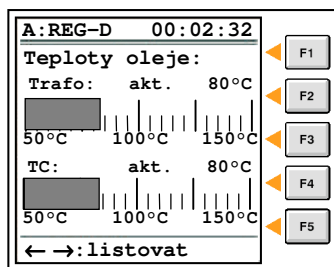 A:REG-D 00:02:32
Teploty oleje:
Trafo: akt. 80°C
50°C 100°C 150°C
TC: akt. 80°C
50°C 100°C 150°C
← →:listovat
F1
F2
F3
F4
F5